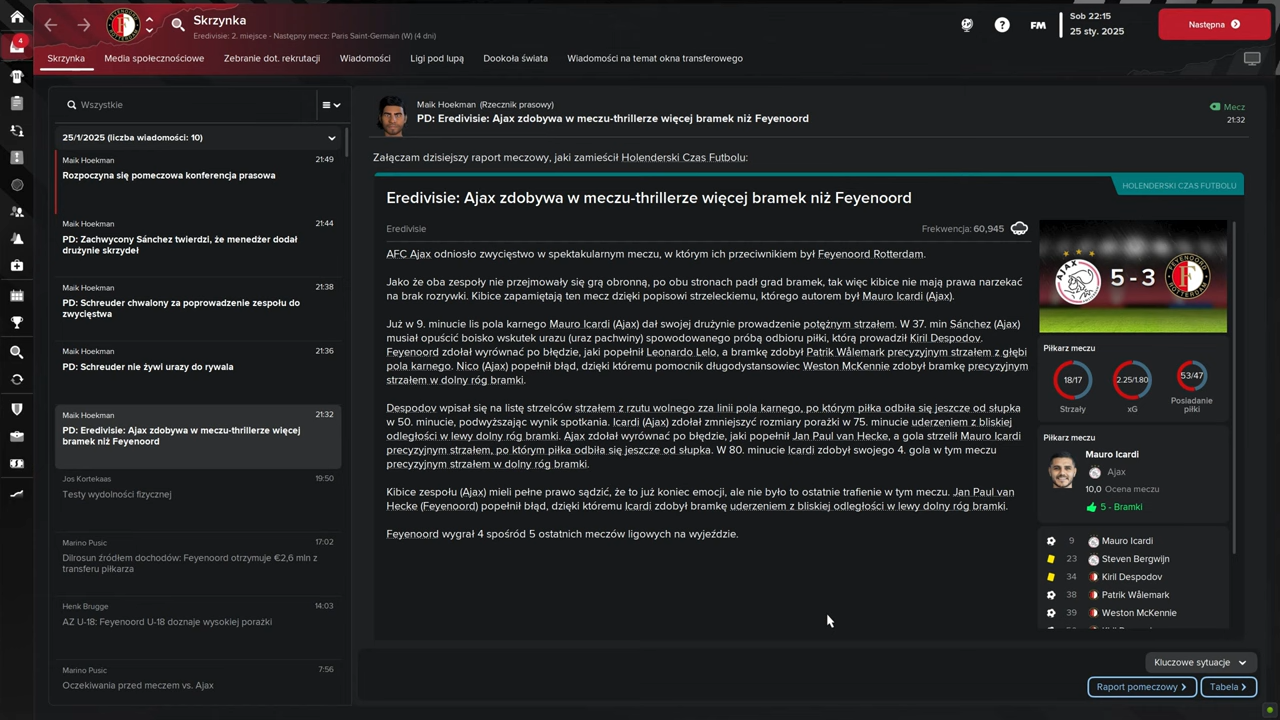 Skrzynka
Eredivisie: 2. miejsce - Następny mecz: Paris Saint-Germain (W) (4 dni)
FM
Sob 22:15
25 sty. 2025
Następna
4
Skrzynka
Media społecznościowe
Zebranie dot. rekrutacji
Wiadomości
Ligi pod lupą
Dookoła świata
Wiadomości na temat okna transferowego
Wszystkie
25/1/2025 (liczba wiadomości: 10)
Maik Hoekman 21:49
Rozpoczyna się pomeczowa konferencja prasowa
Maik Hoekman 21:44
PD: Zachwycony Sánchez twierdzi, że menedżer dodał
drużynie skrzydeł
Maik Hoekman 21:38
PD: Schreuder chwalony za poprowadzenie zespołu do
zwycięstwa
Maik Hoekman 21:36
PD: Schreuder nie żywi urazy do rywala
Maik Hoekman 21:32
PD: Eredivisie: Ajax zdobywa w meczu-thrillerze więcej
bramek niż Feyenoord
Jos Kortekaas 19:50
Testy wydolności fizycznej
Marino Pusic 17:02
Dilrosun źródłem dochodów: Feyenoord otrzymuje €2,6 mln z
transferu piłkarza
Henk Brugge 14:03
AZ U-18: Feyenoord U-18 doznaje wysokiej porażki
Marino Pusic 7:56
Oczekiwania przed meczem vs. Ajax
Maik Hoekman (Rzecznik prasowy)
PD: Eredivisie: Ajax zdobywa w meczu-thrillerze więcej bramek niż Feyenoord
Mecz
21:32
Załączam dzisiejszy raport meczowy, jaki zamieścił Holenderski Czas Futbolu:
HOLENDERSKI CZAS FUTBOLU
Eredivisie: Ajax zdobywa w meczu-thrillerze więcej bramek niż Feyenoord
Eredivisie
Frekwencja: 60,945
AFC Ajax odniosło zwycięstwo w spektakularnym meczu, w którym ich przeciwnikiem był Feyenoord Rotterdam.
Jako że oba zespoły nie przejmowały się grą obronną, po obu stronach padł grad bramek, tak więc kibice nie mają prawa narzekać
na brak rozrywki. Kibice zapamiętają ten mecz dzięki popisowi strzeleckiemu, którego autorem był Mauro Icardi (Ajax).
Już w 9. minucie lis pola karnego Mauro Icardi (Ajax) dał swojej drużynie prowadzenie potężnym strzałem. W 37. min Sánchez (Ajax)
musiał opuścić boisko wskutek urazu (uraz pachwiny) spowodowanego próbą odbioru piłki, którą prowadził Kiril Despodov.
Feyenoord zdołał wyrównać po błędzie, jaki popełnił Leonardo Lelo, a bramkę zdobył Patrik Wålemark precyzyjnym strzałem z głębi
pola karnego. Nico (Ajax) popełnił błąd, dzięki któremu pomocnik długodystansowiec Weston McKennie zdobył bramkę precyzyjnym
strzałem w dolny róg bramki.
Despodov wpisał się na listę strzelców strzałem z rzutu wolnego zza linii pola karnego, po którym piłka odbiła się jeszcze od słupka
w 50. minucie, podwyższając wynik spotkania. Icardi (Ajax) zdołał zmniejszyć rozmiary porażki w 75. minucie uderzeniem z bliskiej
odległości w lewy dolny róg bramki. Ajax zdołał wyrównać po błędzie, jaki popełnił Jan Paul van Hecke, a gola strzelił Mauro Icardi
precyzyjnym strzałem, po którym piłka odbiła się jeszcze od słupka. W 80. minucie Icardi zdobył swojego 4. gola w tym meczu
precyzyjnym strzałem w dolny róg bramki.
Kibice zespołu (Ajax) mieli pełne prawo sądzić, że to już koniec emocji, ale nie było to ostatnie trafienie w tym meczu. Jan Paul van
Hecke (Feyenoord) popełnił błąd, dzięki któremu Icardi zdobył bramkę uderzeniem z bliskiej odległości w lewy dolny róg bramki.
Feyenoord wygrał 4 spośród 5 ostatnich meczów ligowych na wyjeździe.
AJAX
5 - 3
Piłkarz meczu
18/17
2.25/1.80
53/47
Strzały
xG
Posiadanie
piłki
Piłkarz meczu
Mauro Icardi
Ajax
10,0 Ocena meczu
5 - Bramki
9 Mauro Icardi
23 Steven Bergwijn
34 Kiril Despodov
38 Patrik Wålemark
39 Weston McKennie
Kluczowe sytuacje
Raport pomeczowy
Tabela